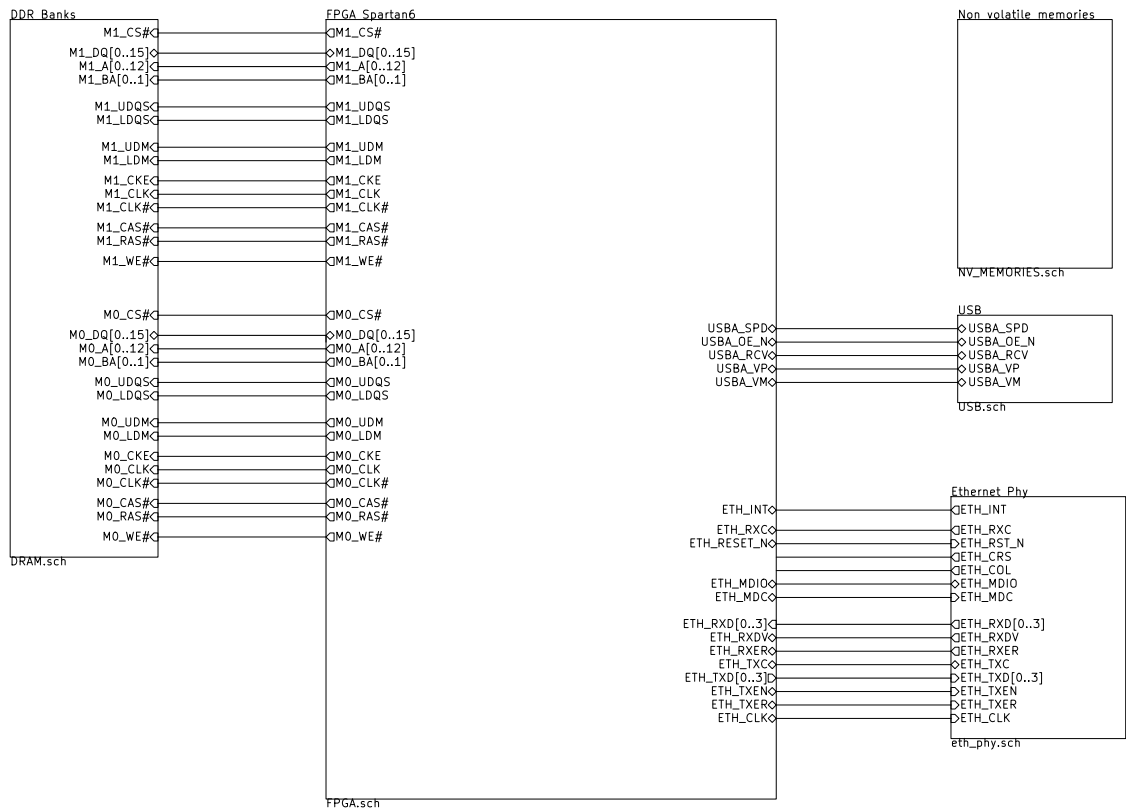 DDR Banks
M1_CS#
M1_DQ[0..15]
M1_A[0..12]
M1_BA[0..1]
M1_UDQS
M1_LDQS
M1_UDM
M1_LDM
M1_CKE
M1_CLK
M1_CLK#
M1_CAS#
M1_RAS#
M1_WE#
M0_CS#
M0_DQ[0..15]
M0_A[0..12]
M0_BA[0..1]
M0_UDQS
M0_LDQS
M0_UDM
M0_LDM
M0_CKE
M0_CLK
M0_CLK#
M0_CAS#
M0_RAS#
M0_WE#
DRAM.sch
FPGA Spartan6
M1_CS#
M1_DQ[0..15]
M1_A[0..12]
M1_BA[0..1]
M1_UDQS
M1_LDQS
M1_UDM
M1_LDM
M1_CKE
M1_CLK
M1_CLK#
M1_CAS#
M1_RAS#
M1_WE#
M0_CS#
M0_DQ[0..15]
M0_A[0..12]
M0_BA[0..1]
M0_UDQS
M0_LDQS
M0_UDM
M0_LDM
M0_CKE
M0_CLK
M0_CLK#
M0_CAS#
M0_RAS#
M0_WE#
USBA_SPD
USBA_OE_N
USBA_RCV
USBA_VP
USBA_VM
ETH_INT
ETH_RXC
ETH_RESET_N
ETH_MDIO
ETH_MDC
ETH_RXD[0..3]
ETH_RXDV
ETH_RXER
ETH_TXC
ETH_TXD[0..3]
ETH_TXEN
ETH_TXER
ETH_CLK
FPGA.sch
Non volatile memories
NV_MEMORIES.sch
USB
USBA_SPD
USBA_OE_N
USBA_RCV
USBA_VP
USBA_VM
USB.sch
Ethernet Phy
ETH_INT
ETH_RXC
ETH_RST_N
ETH_CRS
ETH_COL
ETH_MDIO
ETH_MDC
ETH_RXD[0..3]
ETH_RXDV
ETH_RXER
ETH_TXC
ETH_TXD[0..3]
ETH_TXEN
ETH_TXER
ETH_CLK
eth_phy.sch